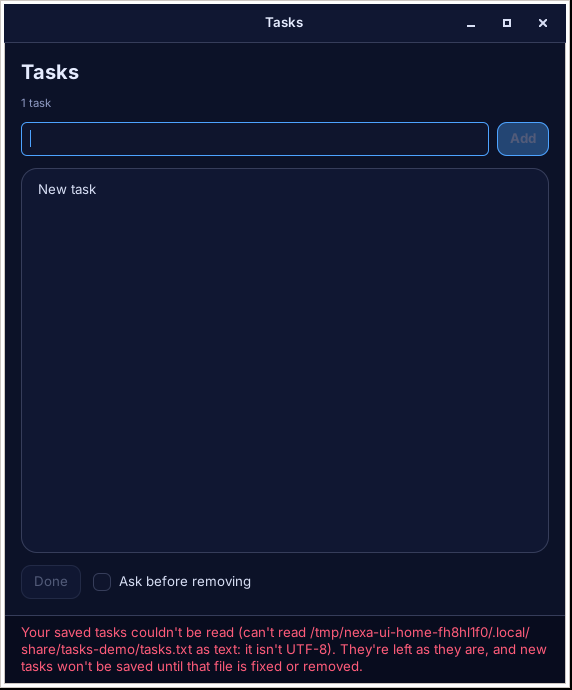 Tasks
Tasks
1 task
Add
New task
Done
Ask before removing
Your saved tasks couldn't be read (can't read /tmp/nexa-ui-home-fh8hl1f0/.local/
share/tasks-demo/tasks.txt as text: it isn't UTF-8). They're left as they are, and new
tasks won't be saved until that file is fixed or removed.